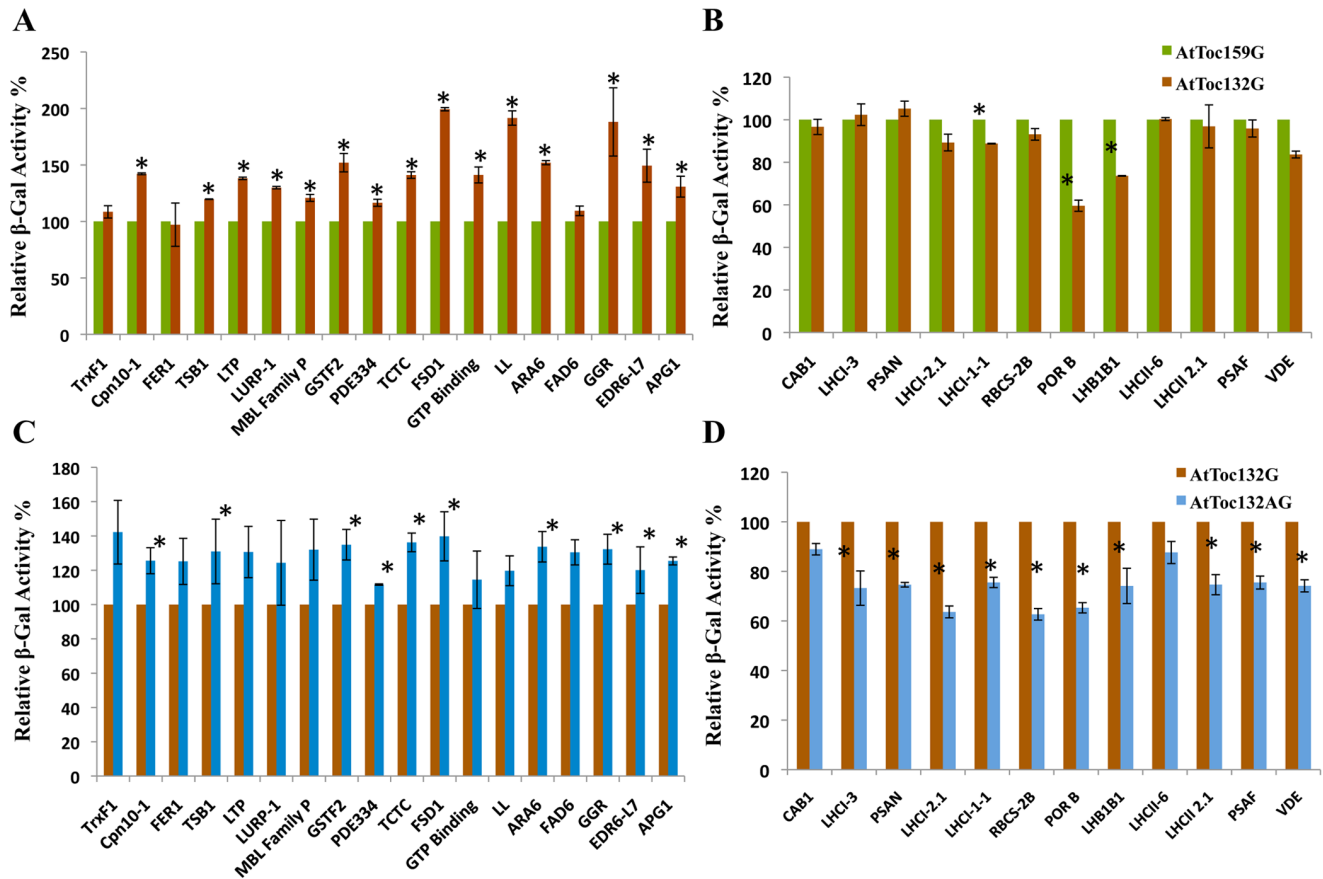 A
Relative β-Gal Activity %
250
200
150
100
50
0
TrxF1
Cpn10-1
FER1
TSB1
LTP
LURP-1
MBL Family P
GSTF2
PDE334
TCTC
FSD1
GTP Binding
LL
ARA6
FAD6
GGR
EDR6-L7
APG1
* * * * * * * * * * * * * * *
B
AtToc159G
AtToc132G
Relative β-Gal Activity %
120
100
80
60
40
20
0
CAB1
LHCI-3
PSAN
LHCI-2.1
LHCI-1-1
RBCS-2B
POR B
LHB1B1
LHCII-6
LHCII 2.1
PSAF
VDE
* * *
C
Relative β-Gal Activity %
180
160
140
120
100
80
60
40
20
0
TrxF1
Cpn10-1
FER1
TSB1
LTP
LURP-1
MBL Family P
GSTF2
PDE334
TCTC
FSD1
GTP Binding
LL
ARA6
FAD6
GGR
EDR6-L7
APG1
* * * * * * * * * *
D
AtToc132G
AtToc132AG
Relative β-Gal Activity %
120
100
80
60
40
20
0
CAB1
LHCI-3
PSAN
LHCI-2.1
LHCI-1-1
RBCS-2B
POR B
LHB1B1
LHCII-6
LHCII 2.1
PSAF
VDE
* * * * * * * * * *